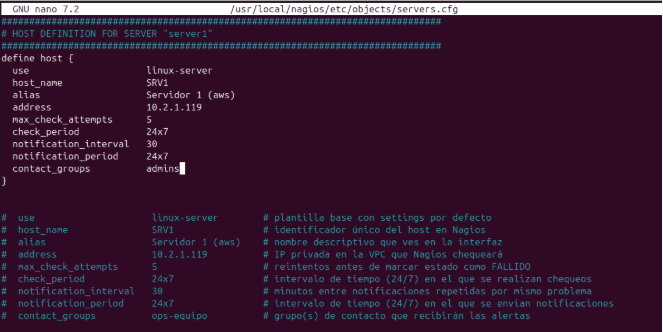 GNU nano 7.2 /usr/local/nagios/etc/objects/servers.cfg
###############################################################################
# HOST DEFINITION FOR SERVER "server1"
###############################################################################
define host {
use linux-server
host_name SRV1
alias Servidor 1 (aws)
address 10.2.1.119
max_check_attempts 5
check_period 24x7
notification_interval 30
notification_period 24x7
contact_groups admins
}
# use linux-server # plantilla base con settings por defecto
# host_name SRV1 # identificador único del host en Nagios
# alias Servidor 1 (aws) # nombre descriptivo que ves en la interfaz
# address 10.2.1.119 # IP privada en la VPC que Nagios chequeará
# max_check_attempts 5 # reintentos antes de marcar estado como FALLIDO
# check_period 24x7 # intervalo de tiempo (24/7) en el que se realizan chequeos
# notification_interval 30 # minutos entre notificaciones repetidas por mismo problema
# notification_period 24x7 # intervalo de tiempo (24/7) en el que se envían notificaciones
# contact_groups ops-equipo # grupo(s) de contacto que recibirán las alertas